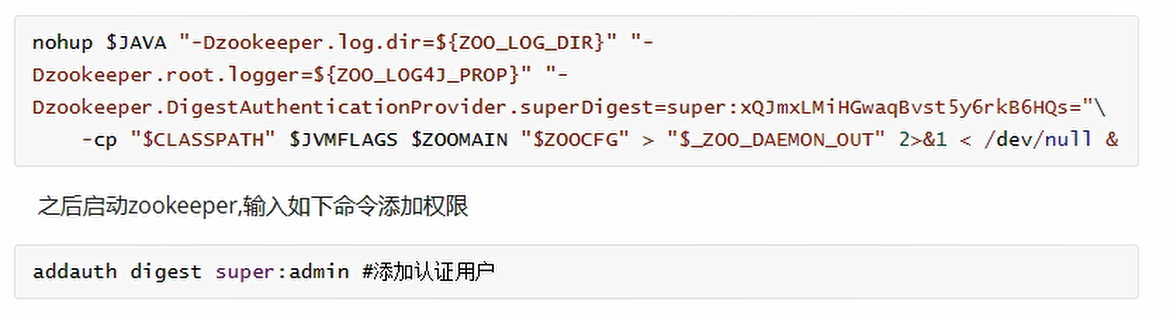 nohup $JAVA "-Dzookeeper.log.dir=${ZOO_LOG_DIR}" "-
Dzookeeper.root.logger=${ZOO_LOG4J_PROP}" "-
Dzookeeper.DigestAuthenticationProvider.superDigest=super:xQJmxLMiHGwaqBvst5y6rkB6HQs="\
    -cp "$CLASSPATH" $JVMFLAGS $ZOOMAIN "$ZOOCFG" > "$_ZOO_DAEMON_OUT" 2>&1 < /dev/null &
之后启动zookeeper,输入如下命令添加权限
addauth digest super:admin #添加认证用户